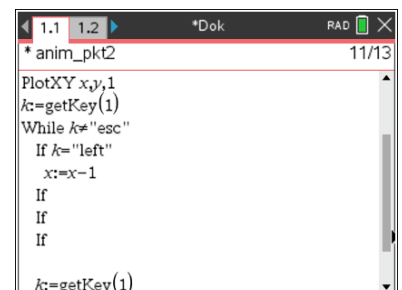 1.1 1.2 *Dok RAD
* anim_pkt2 11/13
PlotXY x,y,1
k:=getKey(1)
While k≠"esc"
If k="left"
x:=x−1
If
If
If
k:=getKey(1)